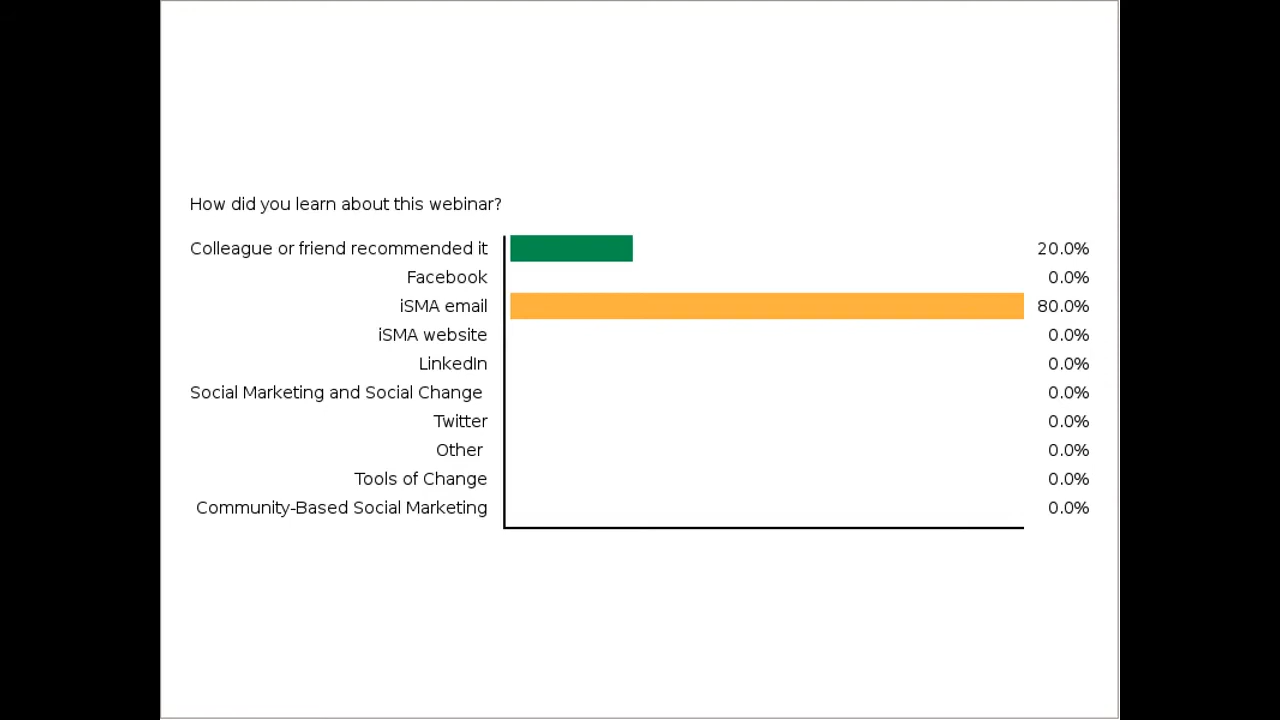 How did you learn about this webinar?
Colleague or friend recommended it 20.0%
Facebook 0.0%
iSMA email 80.0%
iSMA website 0.0%
LinkedIn 0.0%
Social Marketing and Social Change 0.0%
Twitter 0.0%
Other 0.0%
Tools of Change 0.0%
Community-Based Social Marketing 0.0%